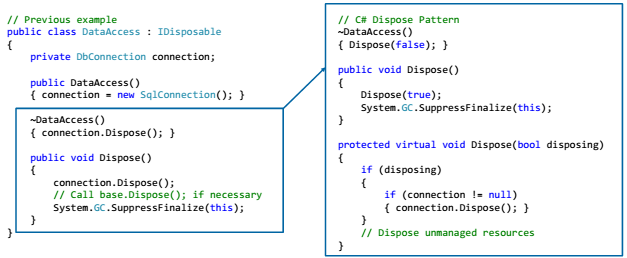 // Previous example
public class DataAccess : IDisposable
{
    private DbConnection connection;

    public DataAccess()
    { connection = new SqlConnection(); }

    ~DataAccess()
    { connection.Dispose(); }

    public void Dispose()
    {
        connection.Dispose();
        // Call base.Dispose(); if necessary
        System.GC.SuppressFinalize(this);
    }
}

// C# Dispose Pattern
~DataAccess()
{ Dispose(false); }

public void Dispose()
{
    Dispose(true);
    System.GC.SuppressFinalize(this);
}

protected virtual void Dispose(bool disposing)
{
    if (disposing)
    {
        if (connection != null)
        { connection.Dispose(); }
    }
    // Dispose unmanaged resources
}